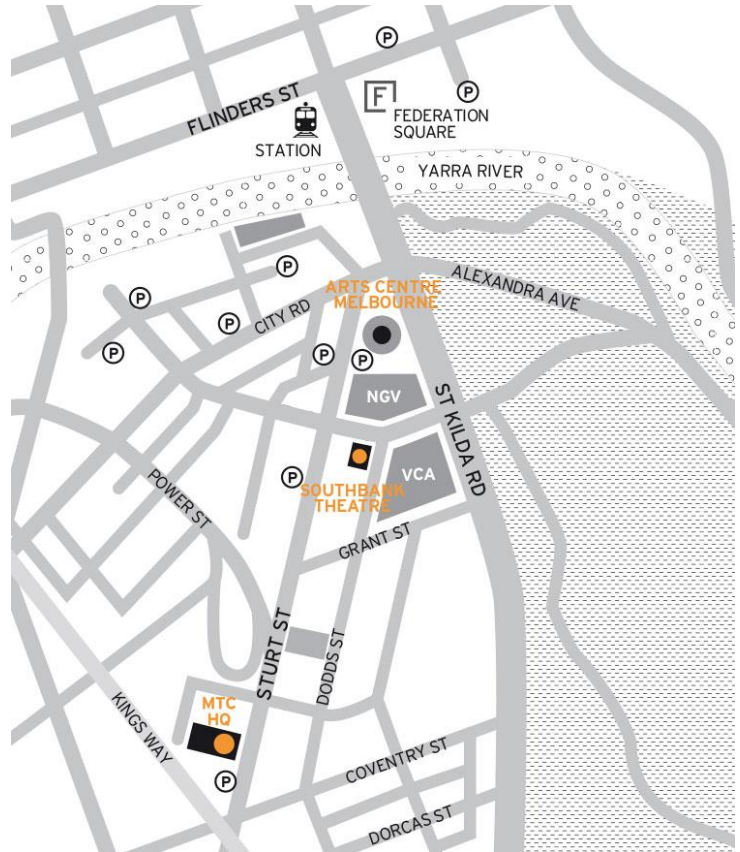 P
FLINDERS ST
F
P
FEDERATION
SQUARE
STATION
YARRA RIVER
P
ALEXANDRA AVE
ARTS CENTRE
MELBOURNE
P
CITY RD
P
P
P
P
NGV
ST KILDA RD
POWER ST
P
VCA
SOUTHBANK
THEATRE
GRANT ST
STURT ST
DODDS ST
MTC
HQ
KINGS WAY
P
COVENTRY ST
DORCAS ST